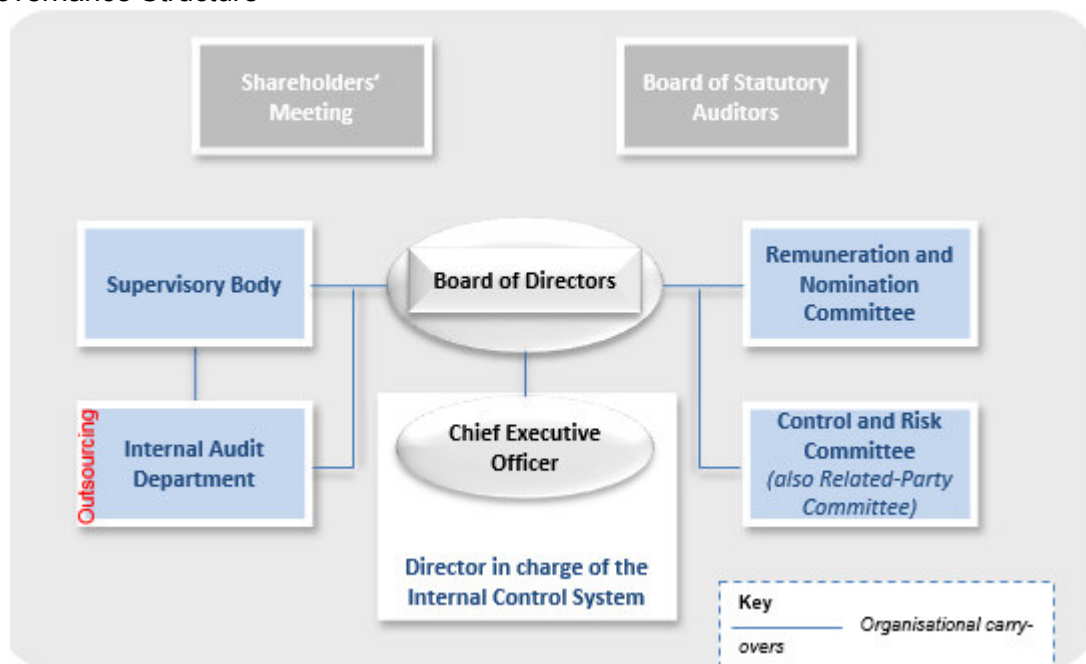 Shareholders'
Meeting
Board of Statutory
Auditors
Supervisory Body
Board of Directors
Remuneration and
Nomination
Committee
Outsourcing
Internal Audit
Department
Chief Executive
Officer
Control and Risk
Committee
(also Related-Party
Committee)
Director in charge of the
Internal Control System
Key
Organisational carry-
overs